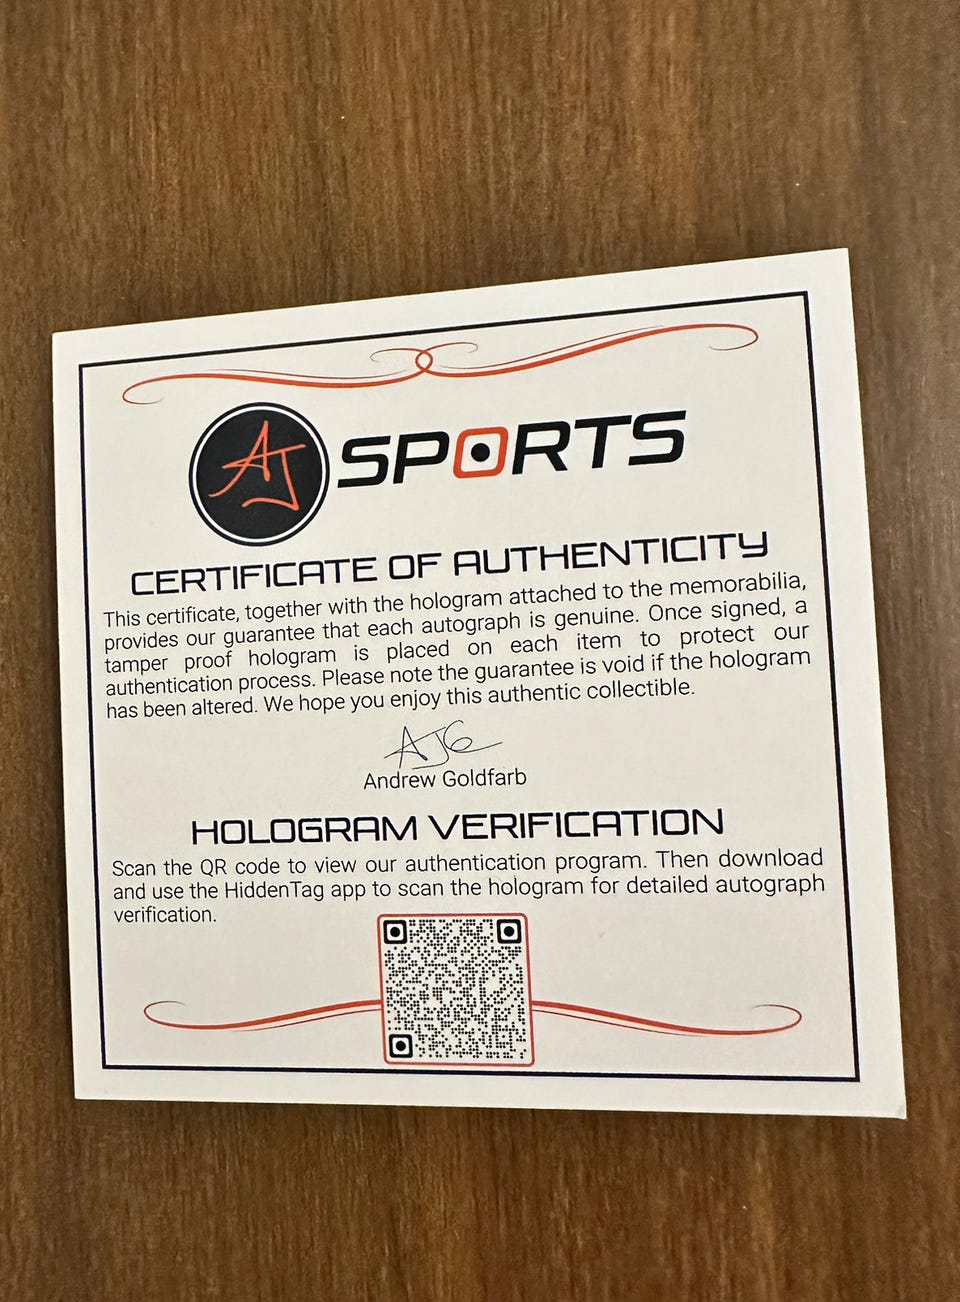 AJ SPORTS
CERTIFICATE OF AUTHENTICITY
This certificate, together with the hologram attached to the memorabilia,
provides our guarantee that each autograph is genuine. Once signed, a
tamper proof hologram is placed on each item to protect our
authentication process. Please note the guarantee is void if the hologram
has been altered. We hope you enjoy this authentic collectible.
AJG
Andrew Goldfarb
HOLOGRAM VERIFICATION
Scan the QR code to view our authentication program. Then download
and use the HiddenTag app to scan the hologram for detailed autograph
verification.